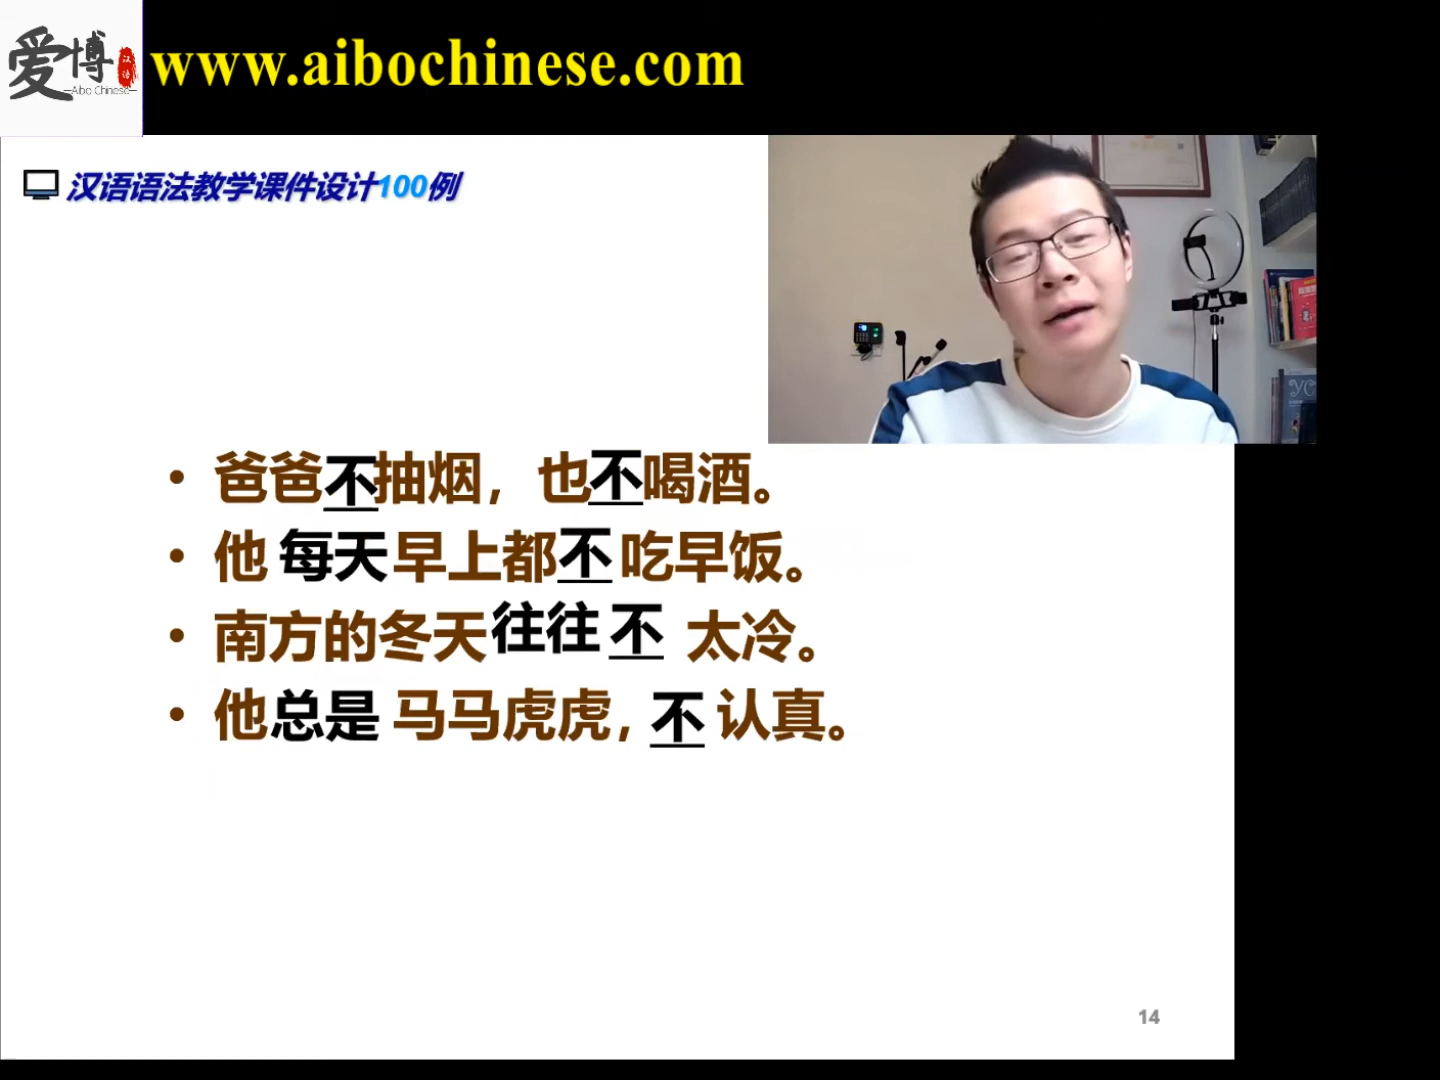 爱博
汉语
Aibo Chinese
www.aibochinese.com
汉语语法教学课件设计100例
• 爸爸不抽烟，也不喝酒。
• 他每天早上都不吃早饭。
• 南方的冬天往往不太冷。
• 他总是马马虎虎，不认真。
14